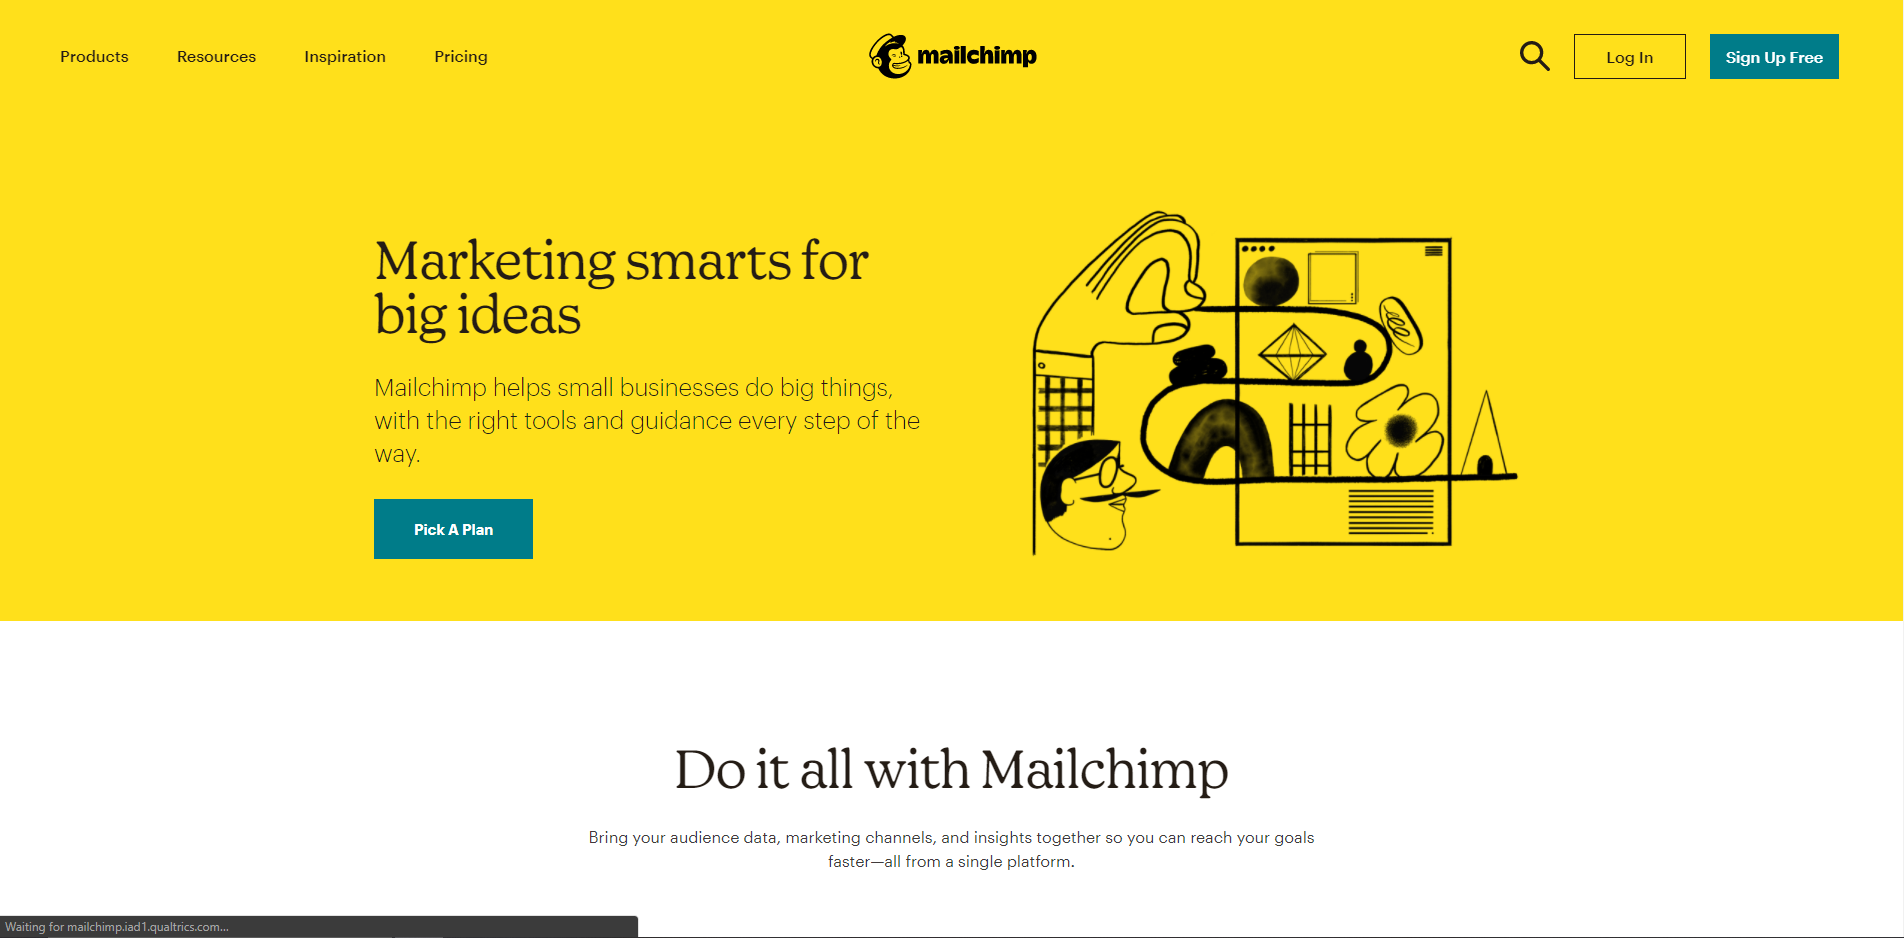 Products Resources Inspiration Pricing mailchimp Log In Sign Up Free
Marketing smarts for
big ideas
Mailchimp helps small businesses do big things,
with the right tools and guidance every step of the
way.
Pick A Plan
Do it all with Mailchimp
Bring your audience data, marketing channels, and insights together so you can reach your goals
faster—all from a single platform.
Waiting for mailchimp.iad1.qualtrics.com...